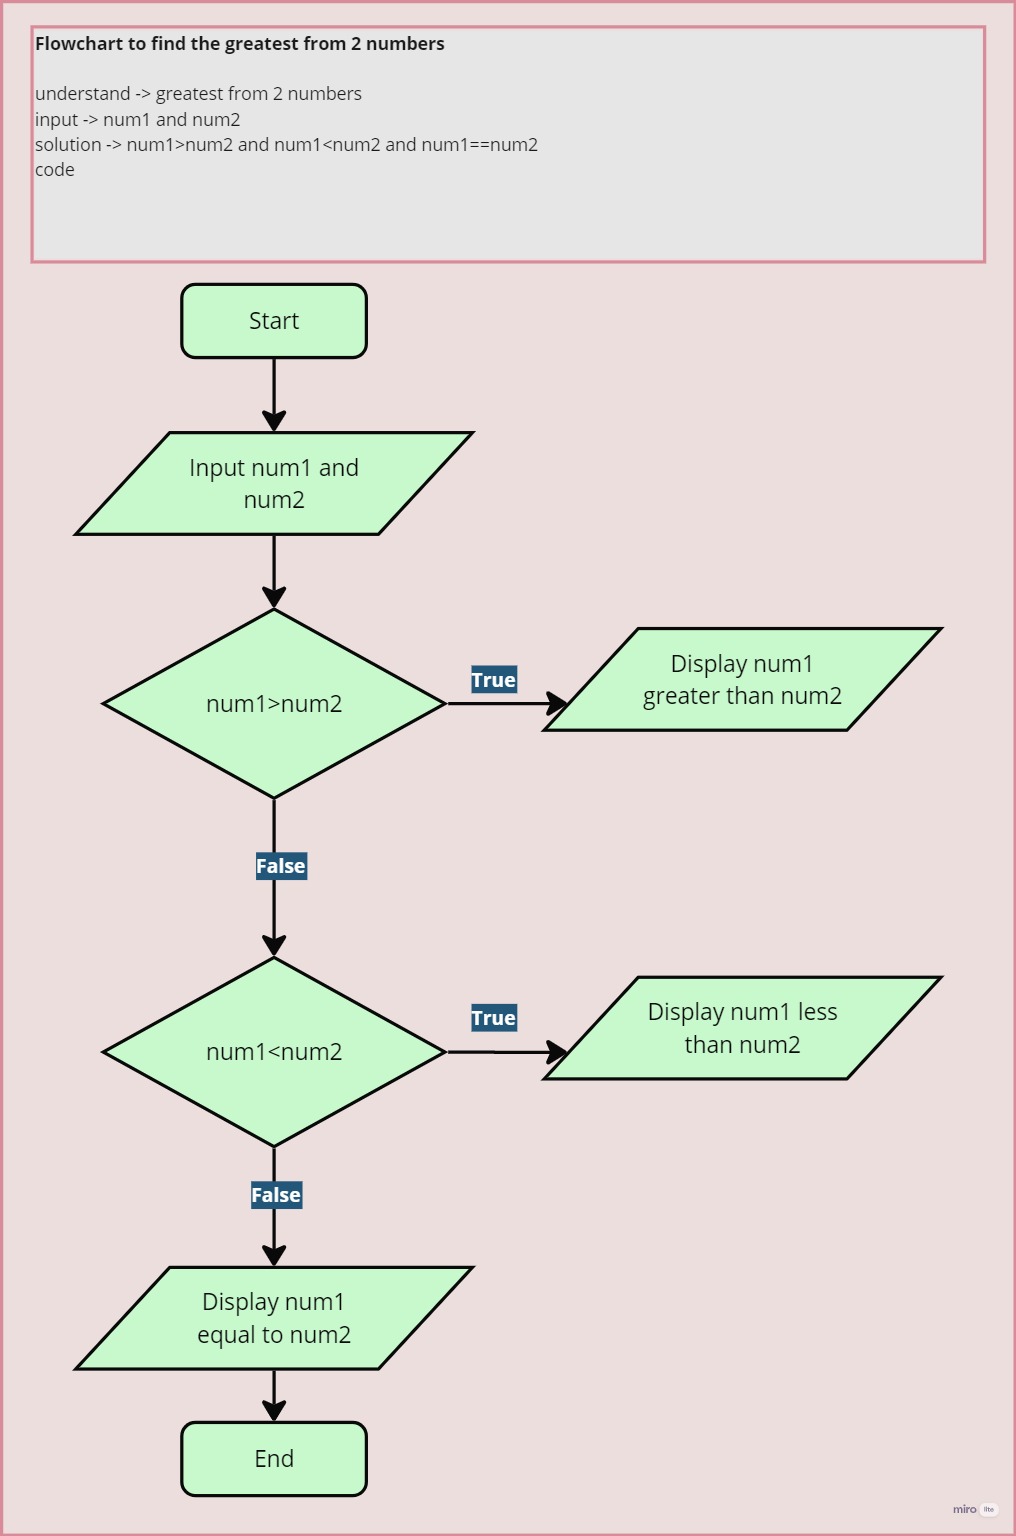 Flowchart to find the greatest from 2 numbers
understand -> greatest from 2 numbers
input -> num1 and num2
solution -> num1>num2 and num1<num2 and num1==num2
code
Start
Input num1 and
num2
num1>num2
True
Display num1
greater than num2
False
num1<num2
True
Display num1 less
than num2
False
Display num1
equal to num2
End
miro lite